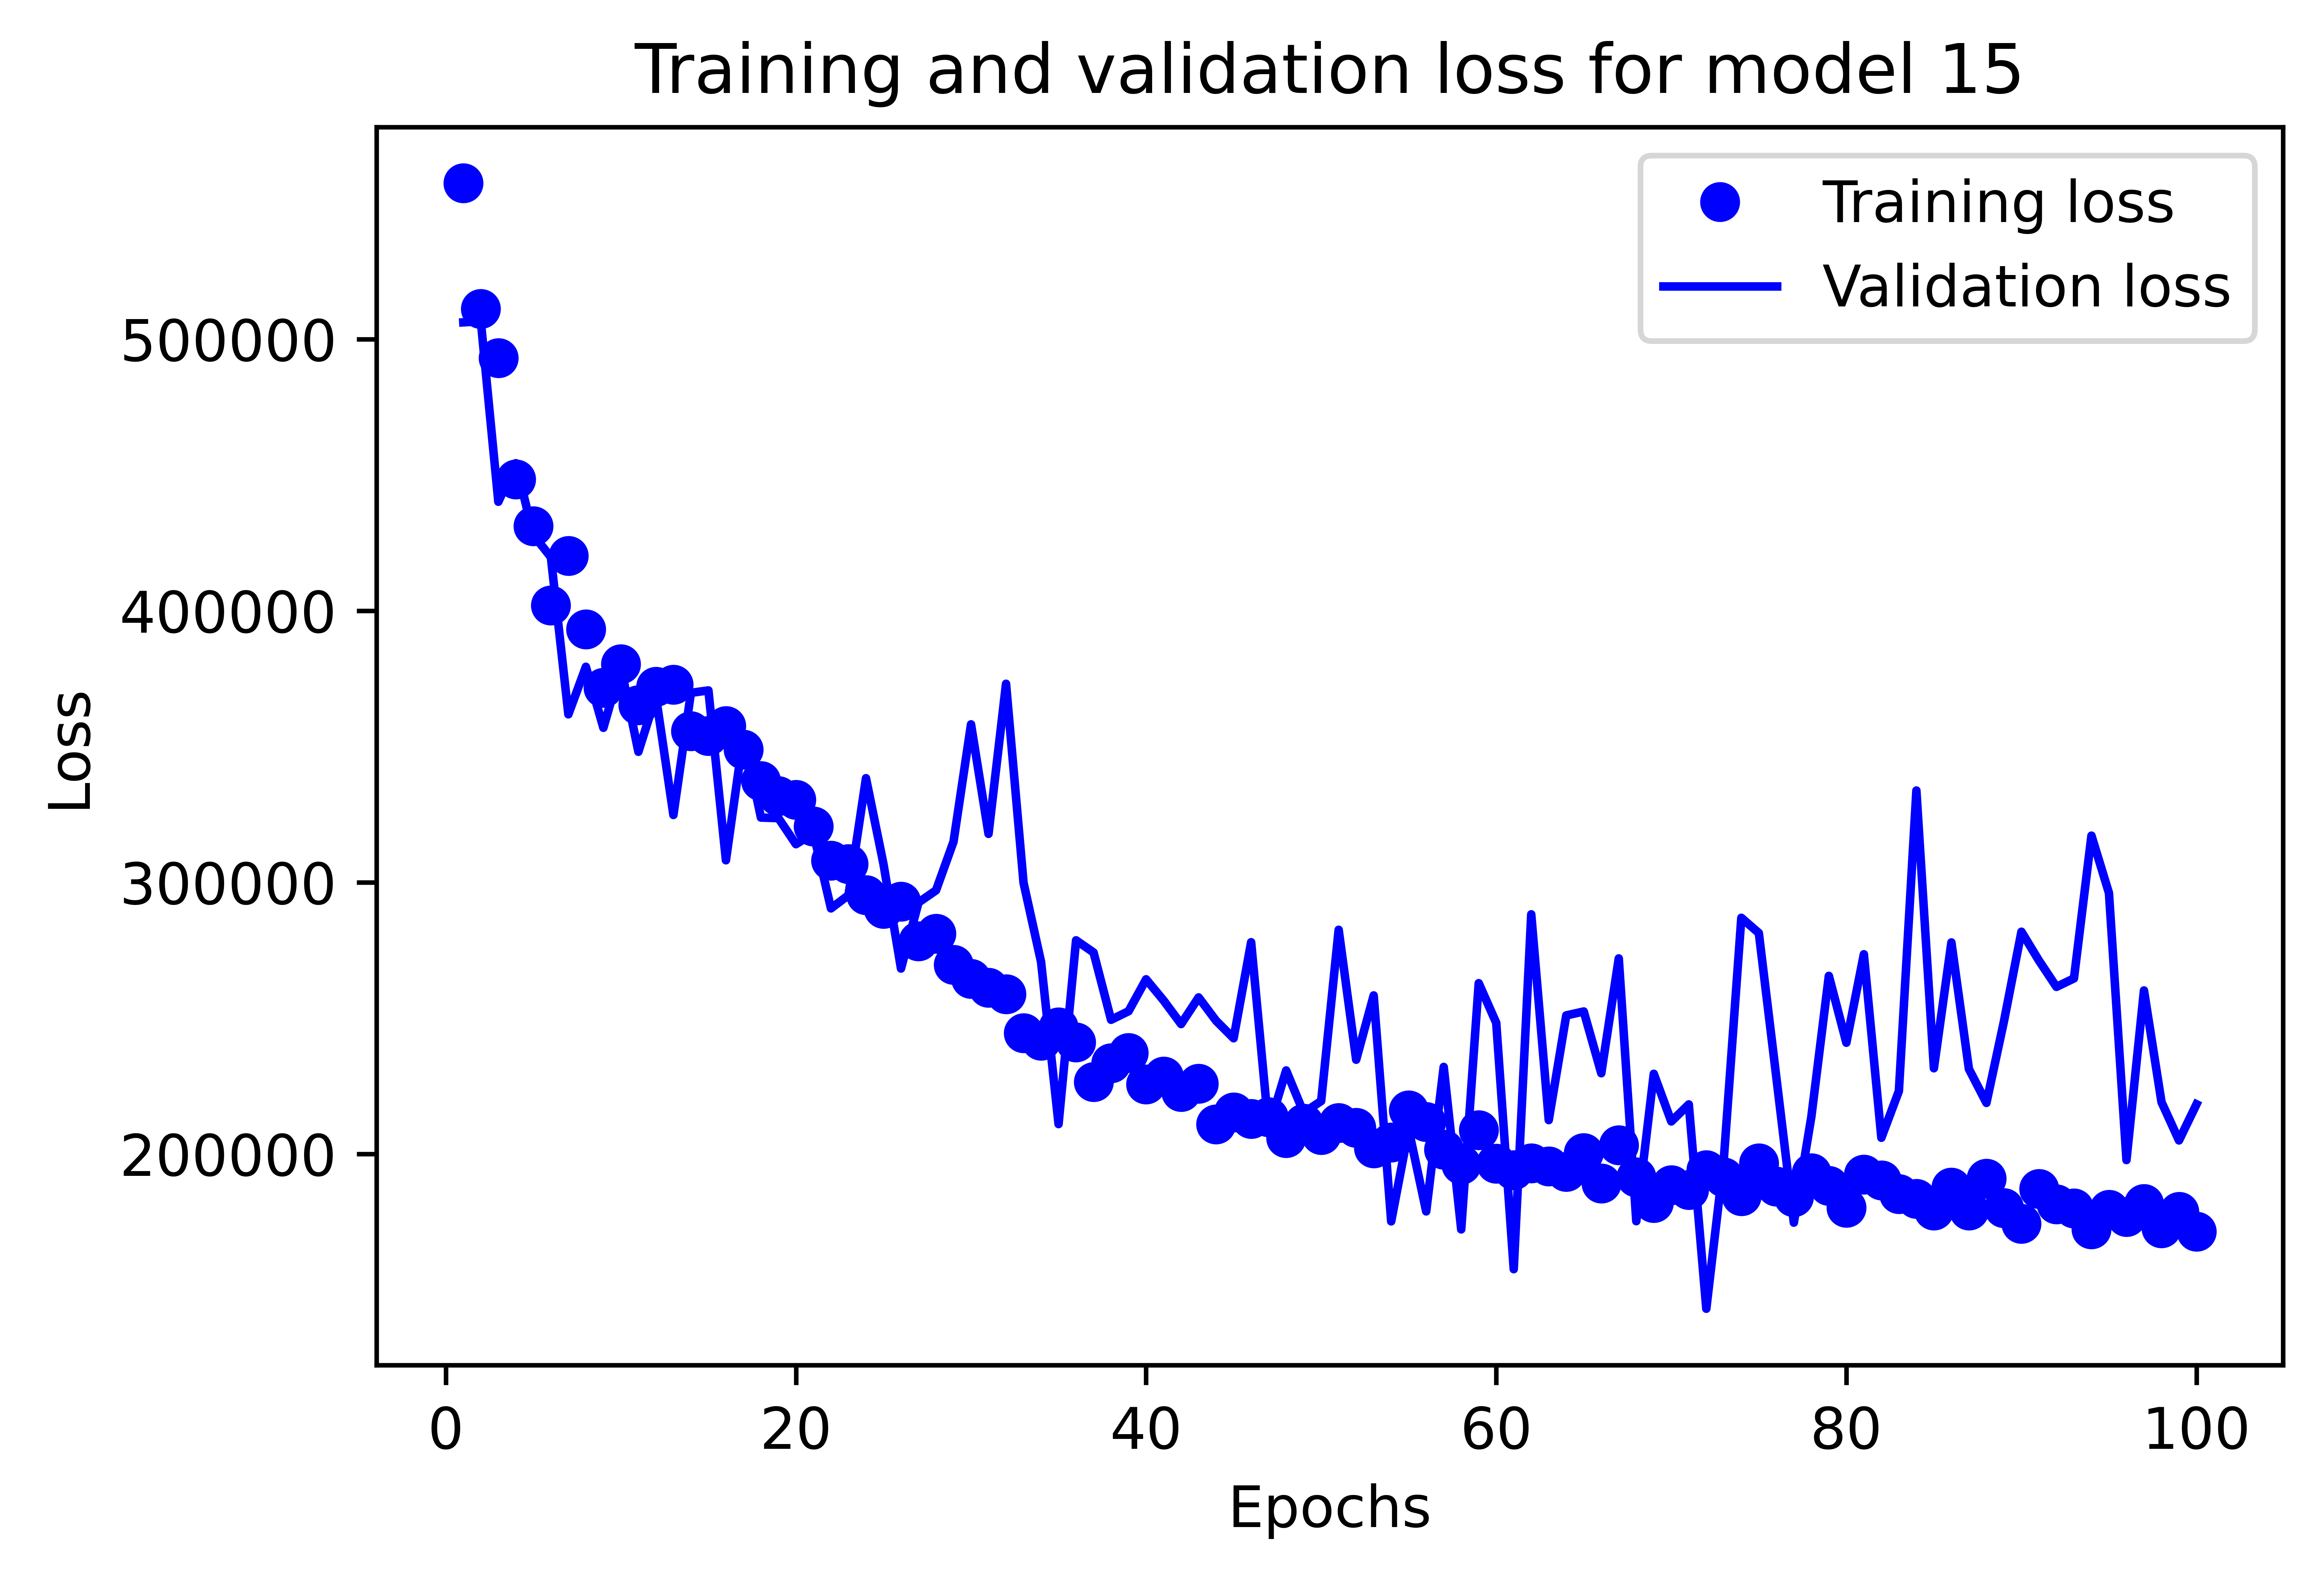 Training and validation loss for model 15
Training loss
Validation loss
500000
400000
300000
200000
Loss
0 20 40 60 80 100
Epochs